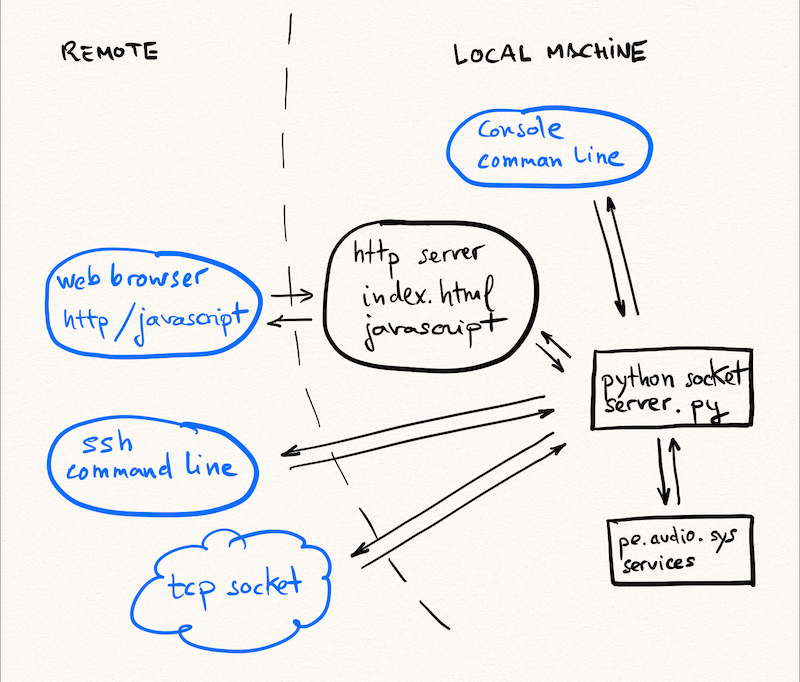 REMOTE
LOCAL MACHINE
console
comman line
http server
index.html
javascript
web browser
http/javascript
python socket
server.py
ssh
command line
pe.audio.sys
services
tcp socket